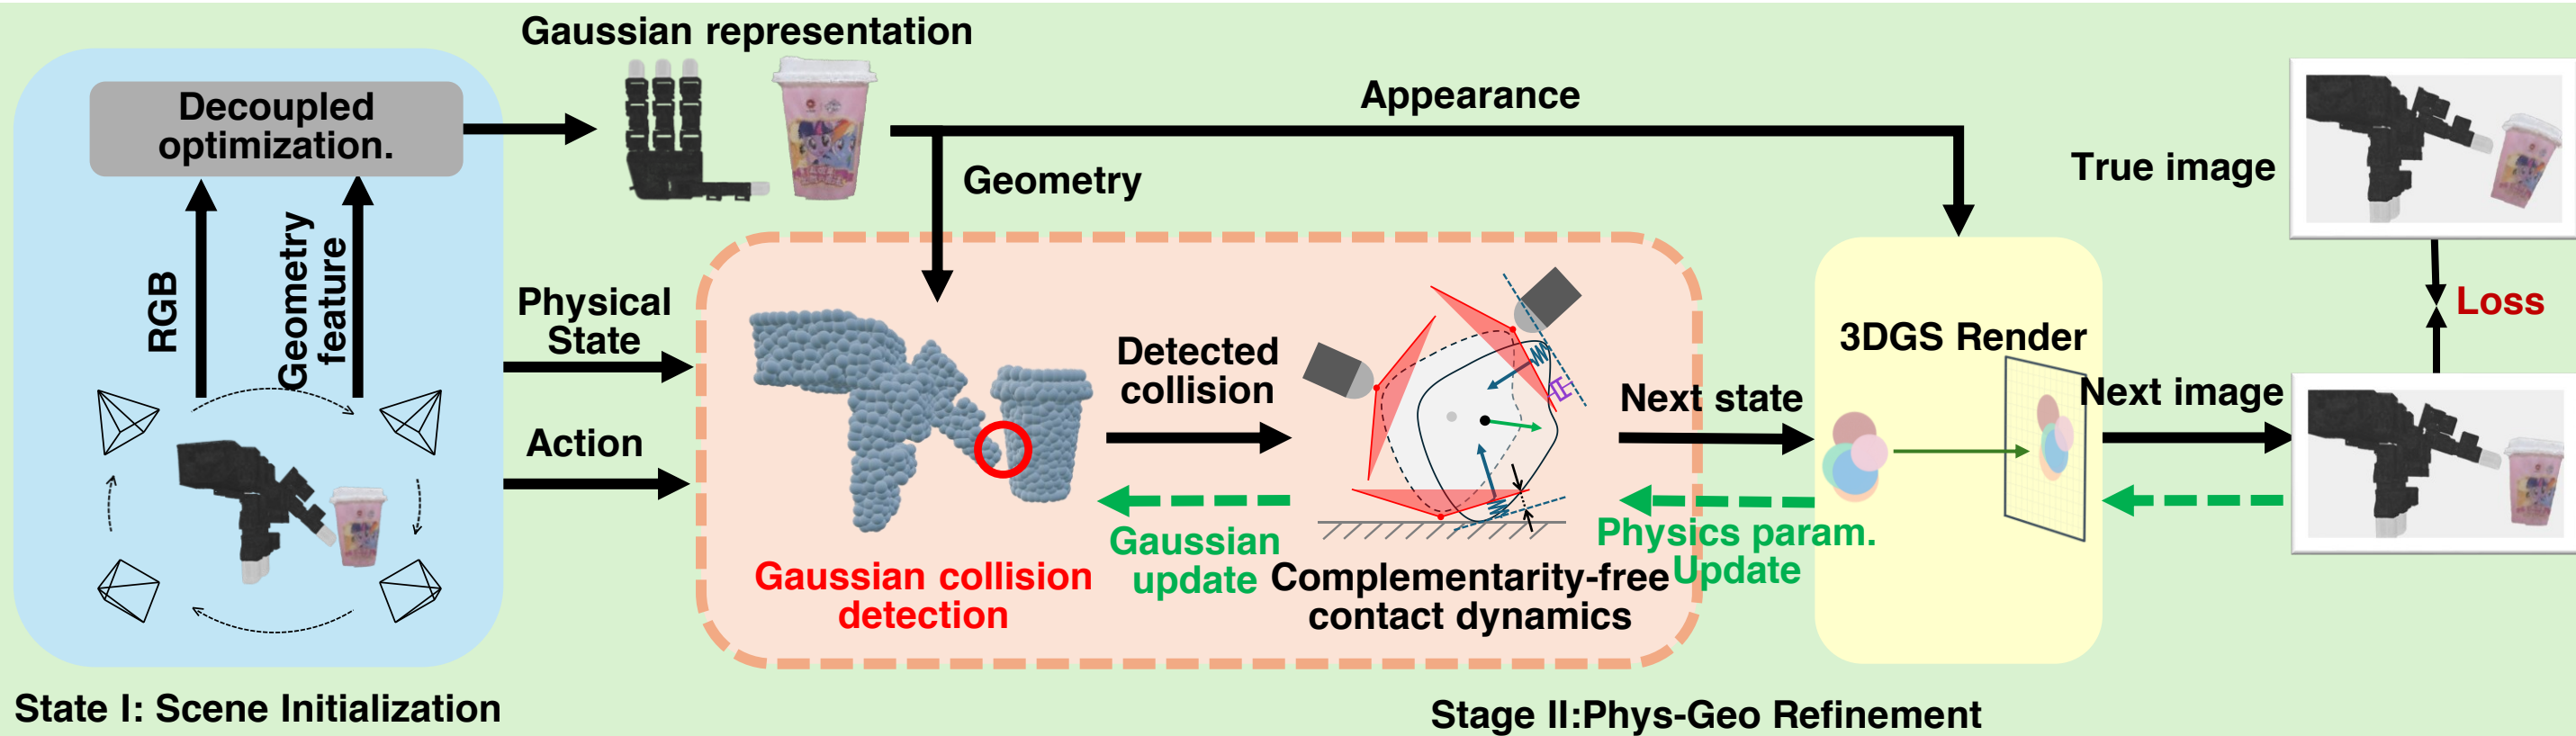 Gaussian representation
Decoupled
optimization.
Appearance
Geometry
True image
RGB
Geometry
feature
Physical
State
Action
Detected
collision
Loss
3DGS Render
Next state
Next image
Gaussian
update
Physics param.
Update
Gaussian collision
detection
Complementarity-free
contact dynamics
State I: Scene Initialization
Stage II:Phys-Geo Refinement